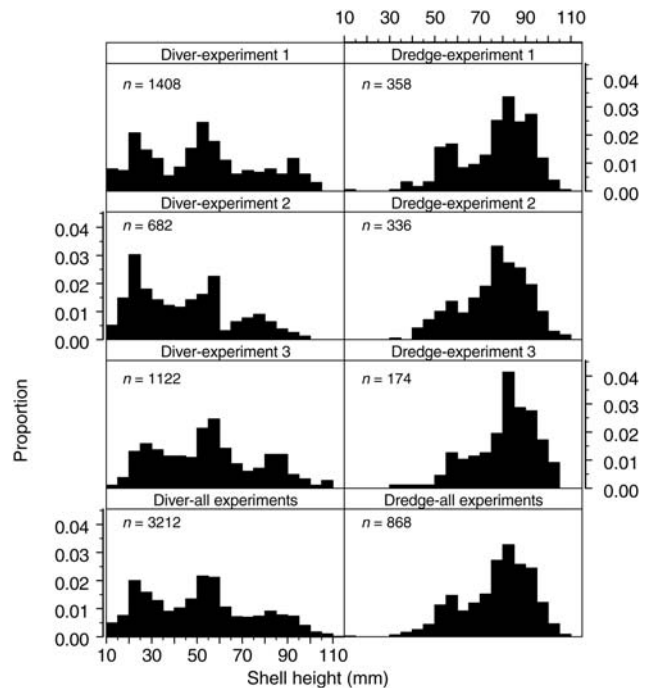 10 30 50 70 90 110
Diver-experiment 1 Dredge-experiment 1
n = 1408 n = 358
0.04
0.03
0.02
0.01
0.00
Diver-experiment 2 Dredge-experiment 2
n = 682 n = 336
0.04
0.03
0.02
0.01
0.00
Diver-experiment 3 Dredge-experiment 3
n = 1122 n = 174
0.04
0.03
0.02
0.01
0.00
Proportion
Diver-all experiments Dredge-all experiments
n = 3212 n = 868
0.04
0.03
0.02
0.01
0.00
10 30 50 70 90 110
Shell height (mm)